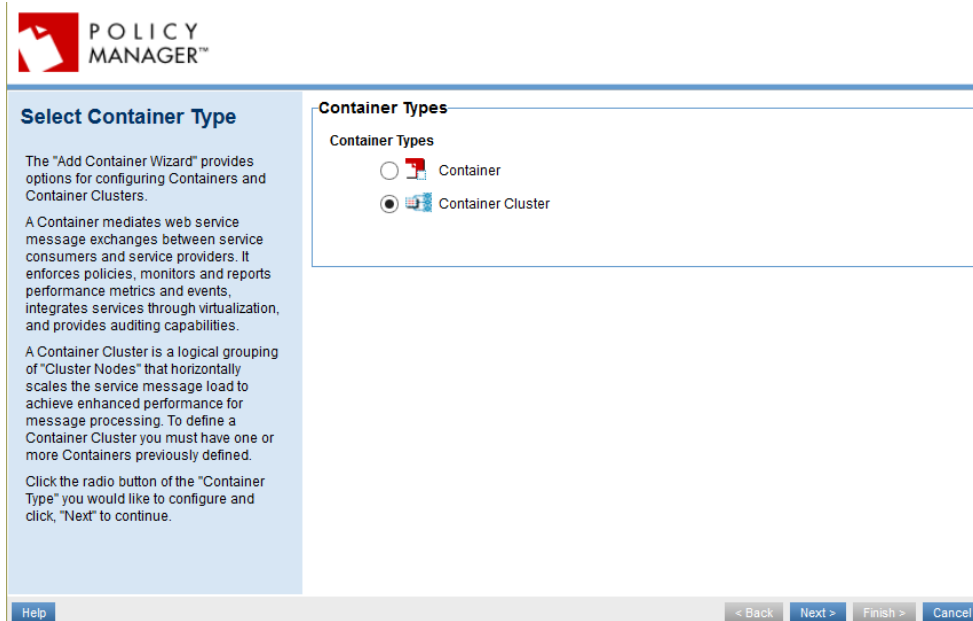 POLICY
MANAGER™
Select Container Type
The "Add Container Wizard" provides
options for configuring Containers and
Container Clusters.
A Container mediates web service
message exchanges between service
consumers and service providers. It
enforces policies, monitors and reports
performance metrics and events,
integrates services through virtualization,
and provides auditing capabilities.
A Container Cluster is a logical grouping
of "Cluster Nodes" that horizontally
scales the service message load to
achieve enhanced performance for
message processing. To define a
Container Cluster you must have one or
more Containers previously defined.
Click the radio button of the "Container
Type" you would like to configure and
click, "Next" to continue.
Container Types
Container Types
Container
Container Cluster
Help
< Back
Next >
Finish >
Cancel